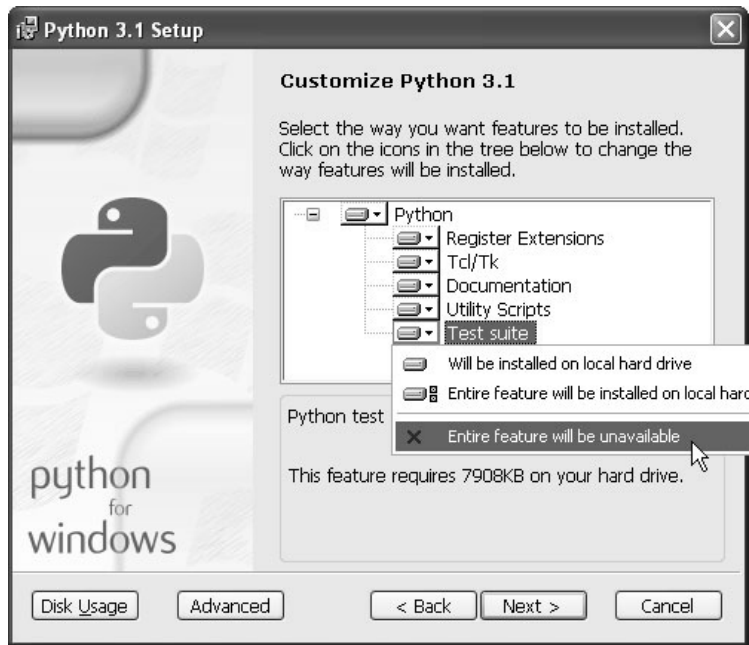 Python 3.1 Setup
Customize Python 3.1
Select the way you want features to be installed.
Click on the icons in the tree below to change the
way features will be installed.
Python
Register Extensions
Tcl/Tk
Documentation
Utility Scripts
Test suite
Will be installed on local hard drive
Entire feature will be installed on local hard
Python test
Entire feature will be unavailable
This feature requires 7908KB on your hard drive.
python
for
windows
Disk Usage
Advanced
< Back
Next >
Cancel